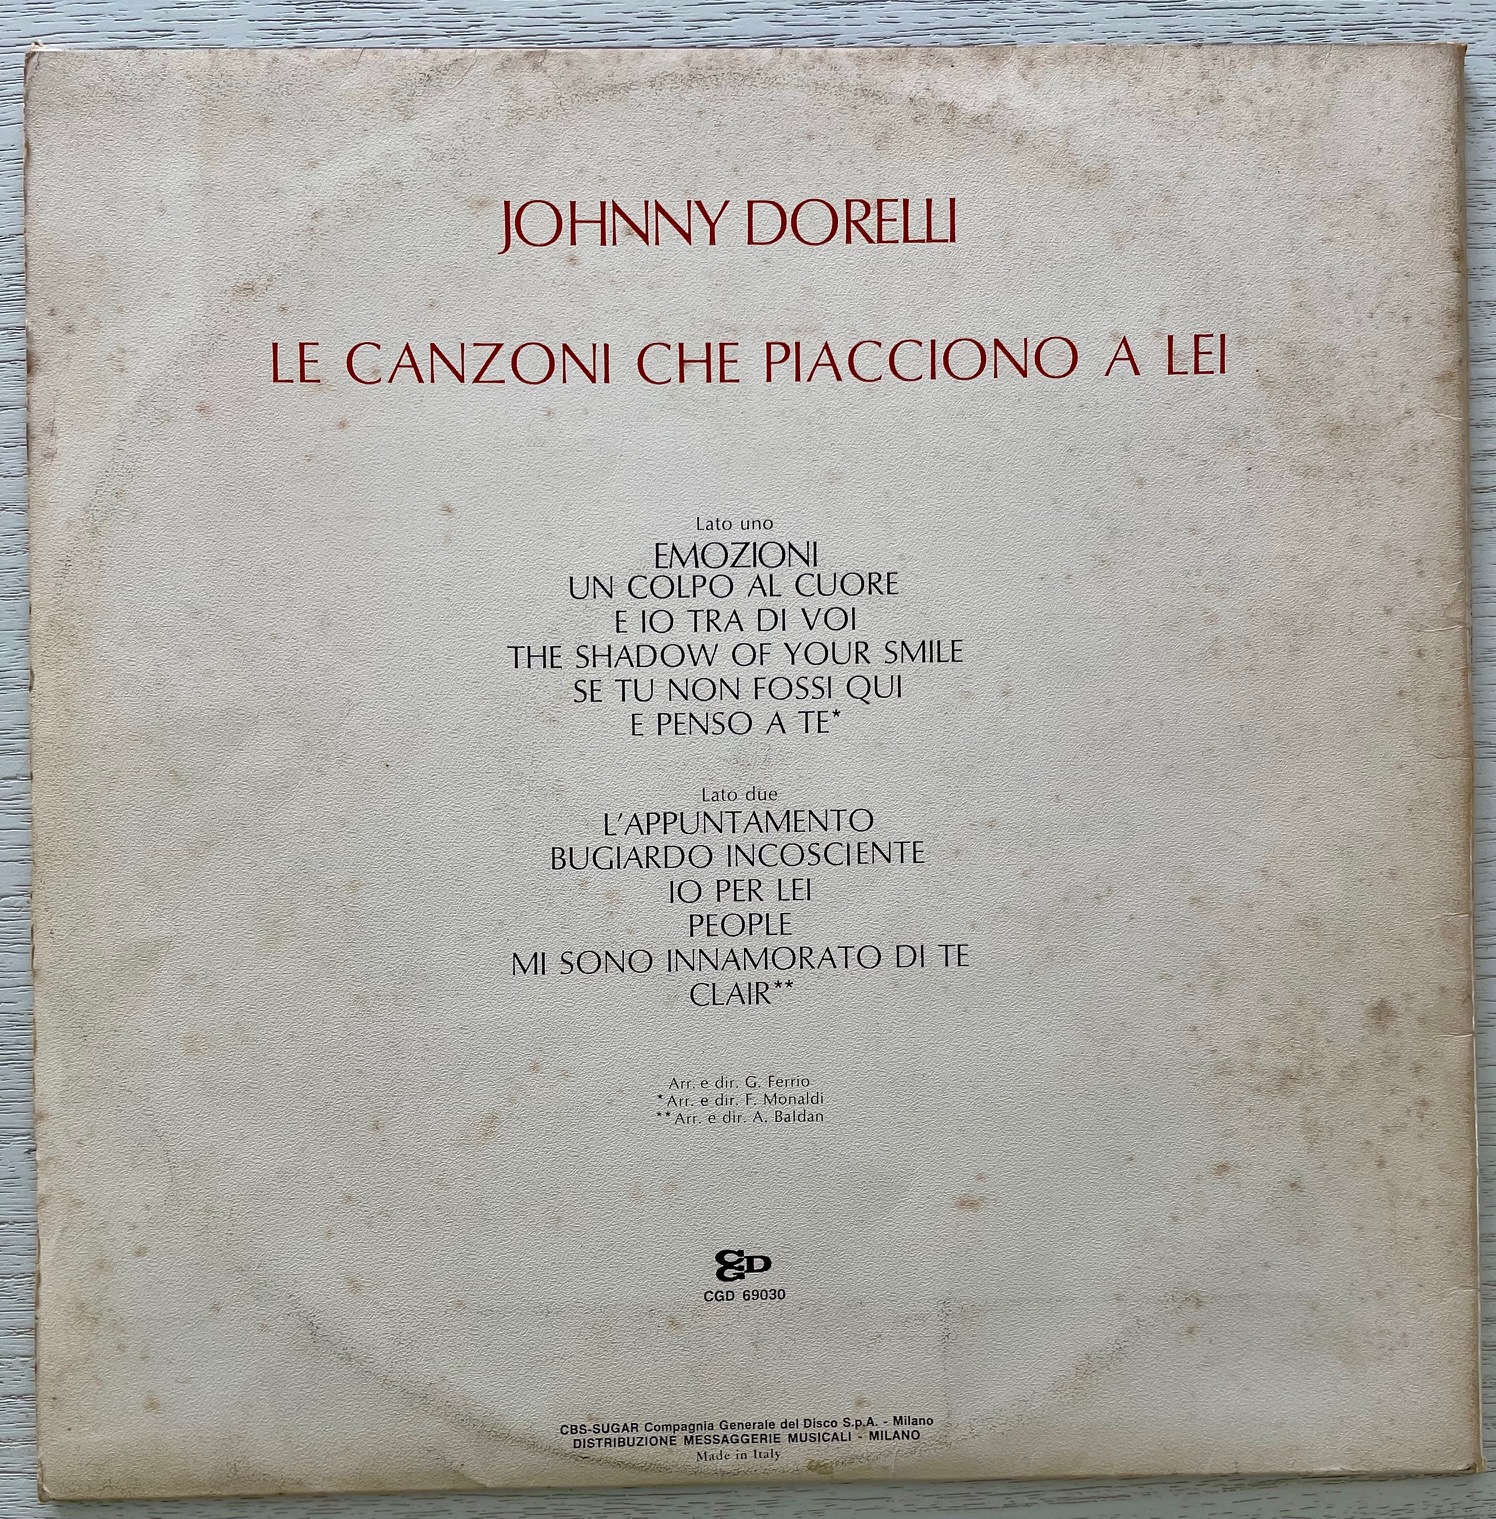 JOHNNY DORELLI
LE CANZONI CHE PIACCIONO A LEI
Lato uno
EMOZIONI
UN COLPO AL CUORE
E IO TRA DI VOI
THE SHADOW OF YOUR SMILE
SE TU NON FOSSI QUI
E PENSO A TE*
Lato due
L'APPUNTAMENTO
BUGIARDO INCOSCIENTE
IO PER LEI
PEOPLE
MI SONO INNAMORATO DI TE
CLAIR**
Arr. e dir. G. Ferrio
*Arr. e dir. F. Monaldi
**Arr. e dir. A. Baldan
CGD
CGD 69030
CBS-SUGAR Compagnia Generale del Disco S.p.A. - Milano
DISTRIBUZIONE MESSAGGERIE MUSICALI - MILANO
Made in Italy